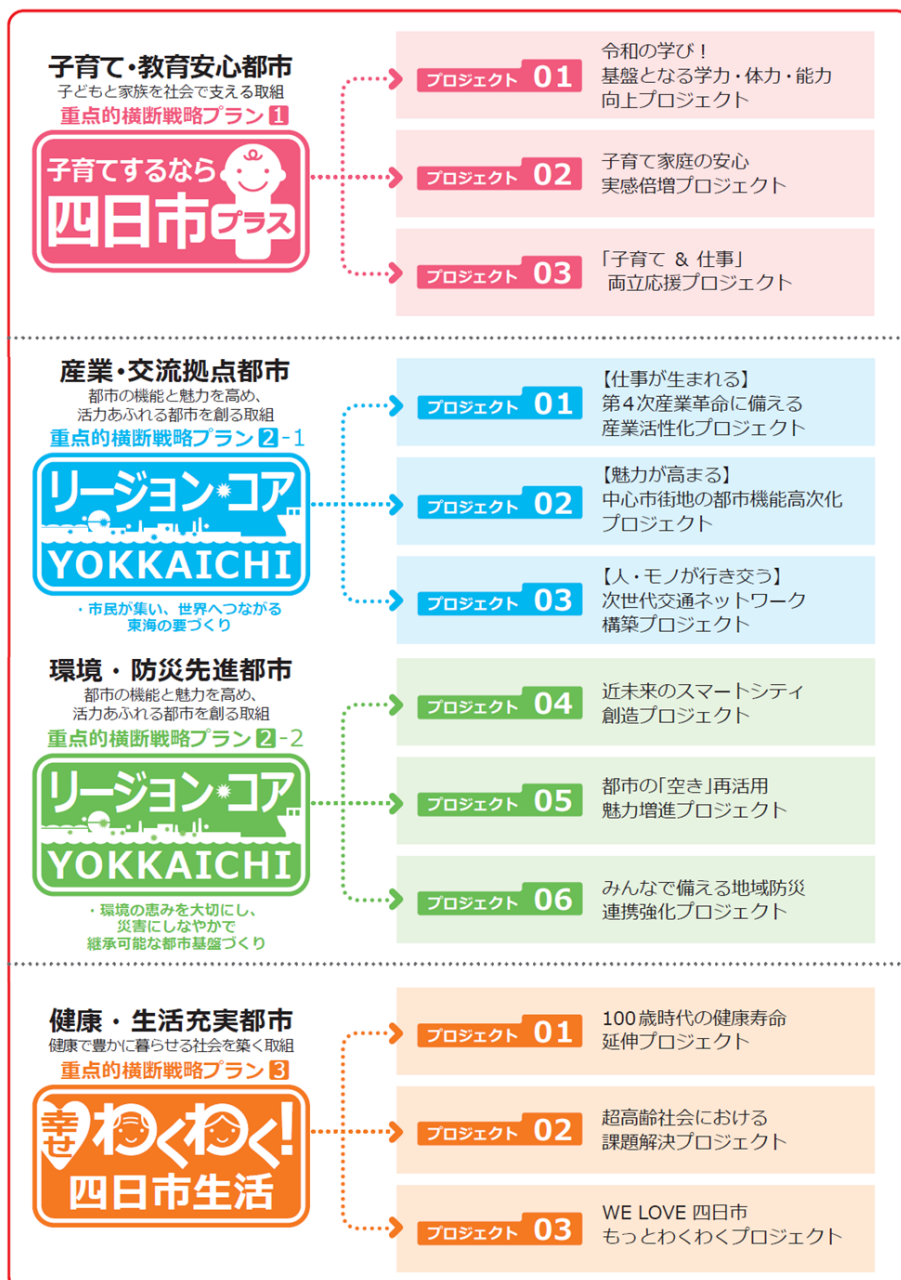 子育て・教育安心都市
子どもと家族を社会で支える取組
重点的横断戦略プラン1
子育てするなら
四日市プラス
プロジェクト 01
令和の学び！
基盤となる学力・体力・能力
向上プロジェクト
プロジェクト 02
子育て家庭の安心
実感倍増プロジェクト
プロジェクト 03
「子育て & 仕事」
両立応援プロジェクト
産業・交流拠点都市
都市の機能と魅力を高め、
活力あふれる都市を創る取組
重点的横断戦略プラン2-1
リージョン・コア
YOKKAICHI
・市民が集い、世界へつながる
東海の要づくり
プロジェクト 01
【仕事が生まれる】
第４次産業革命に備える
産業活性化プロジェクト
プロジェクト 02
【魅力が高まる】
中心市街地の都市機能高次化
プロジェクト
プロジェクト 03
【人・モノが行き交う】
次世代交通ネットワーク
構築プロジェクト
環境・防災先進都市
都市の機能と魅力を高め、
活力あふれる都市を創る取組
重点的横断戦略プラン2-2
リージョン・コア
YOKKAICHI
・環境の恵みを大切にし、
災害にしなやかで
継承可能な都市基盤づくり
プロジェクト 04
近未来のスマートシティ
創造プロジェクト
プロジェクト 05
都市の「空き」再活用
魅力増進プロジェクト
プロジェクト 06
みんなで備える地域防災
連携強化プロジェクト
健康・生活充実都市
健康で豊かに暮らせる社会を築く取組
重点的横断戦略プラン3
幸せ わくわく!
四日市生活
プロジェクト 01
100歳時代の健康寿命
延伸プロジェクト
プロジェクト 02
超高齢社会における
課題解決プロジェクト
プロジェクト 03
WE LOVE 四日市
もっとわくわくプロジェクト